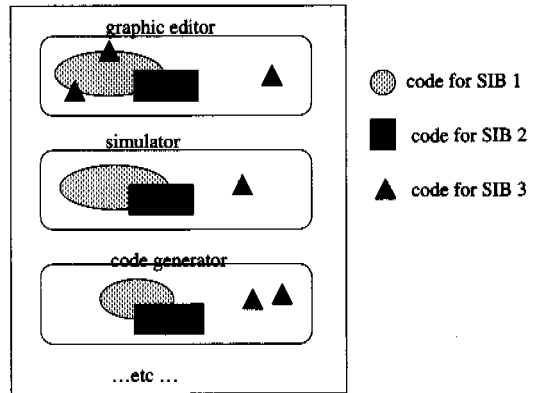 graphic editor
code for SIB 1
code for SIB 2
simulator
code for SIB 3
code generator
...etc ...